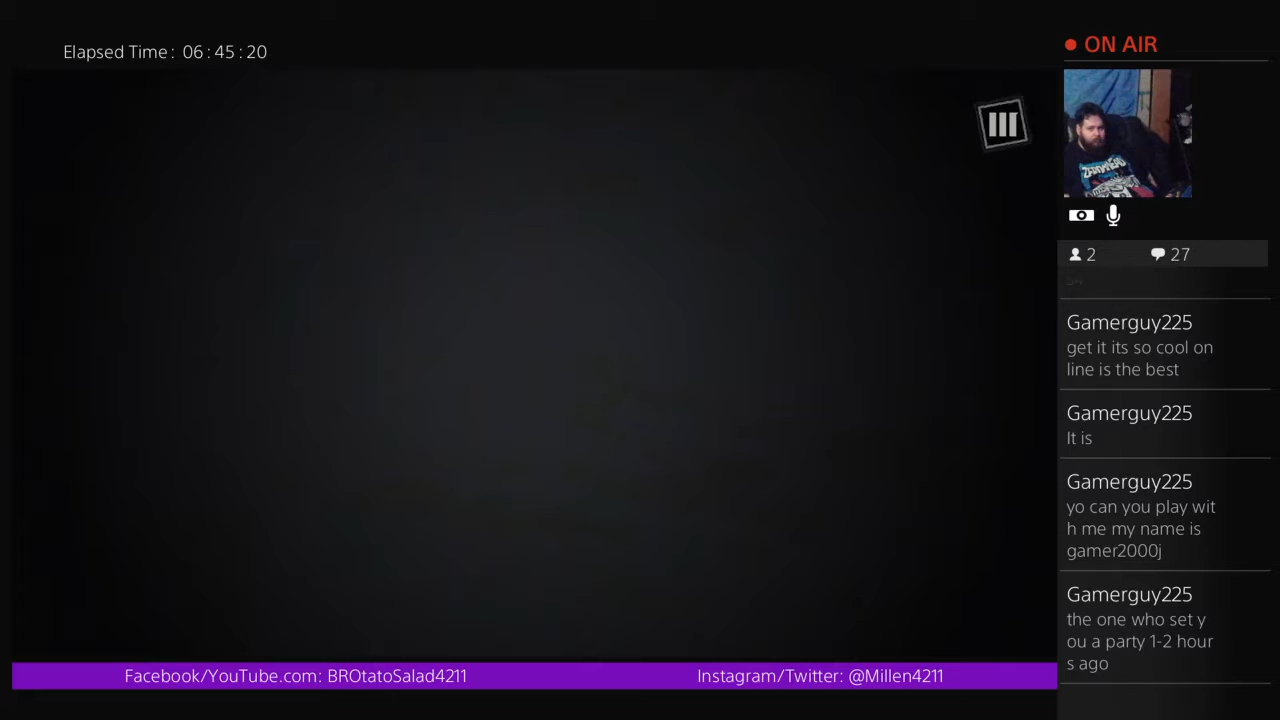 Elapsed Time: 06:45:20
ON AIR
III
2 27
Gamerguy225
get it its so cool on
line is the best
Gamerguy225
It is
Gamerguy225
yo can you play wit
h me my name is
gamer2000j
Gamerguy225
the one who set y
ou a party 1-2 hour
s ago
Facebook/YouTube.com: BROtatoSalad4211 Instagram/Twitter: @Millen4211